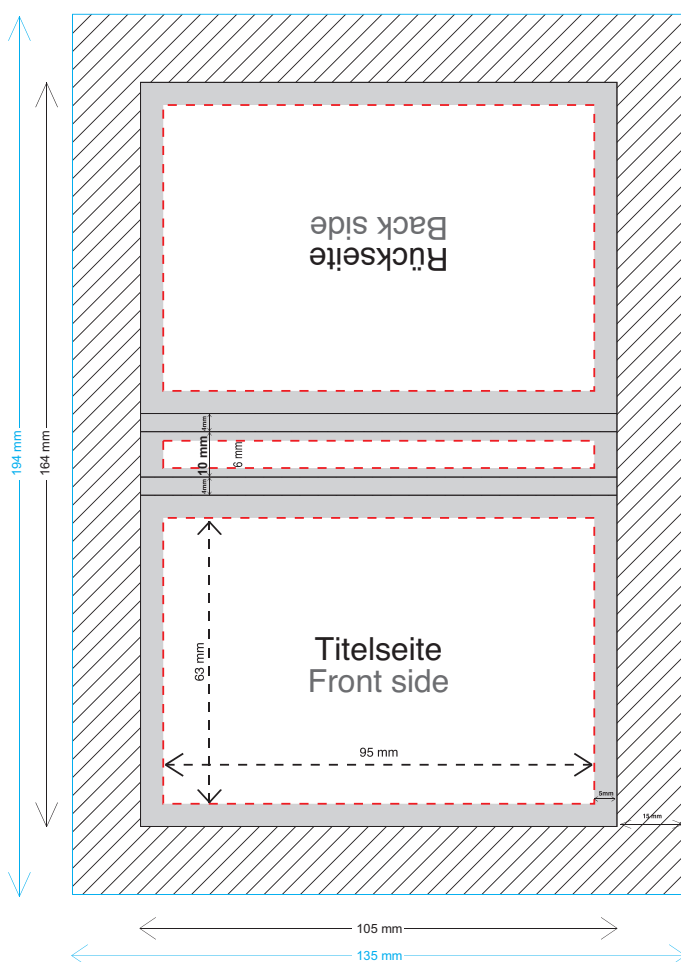 Rückseite
Back side
194 mm
164 mm
4mm
10 mm
6 mm
4mm
63 mm
Titelseite
Front side
95 mm
5mm
15 mm
105 mm
135 mm